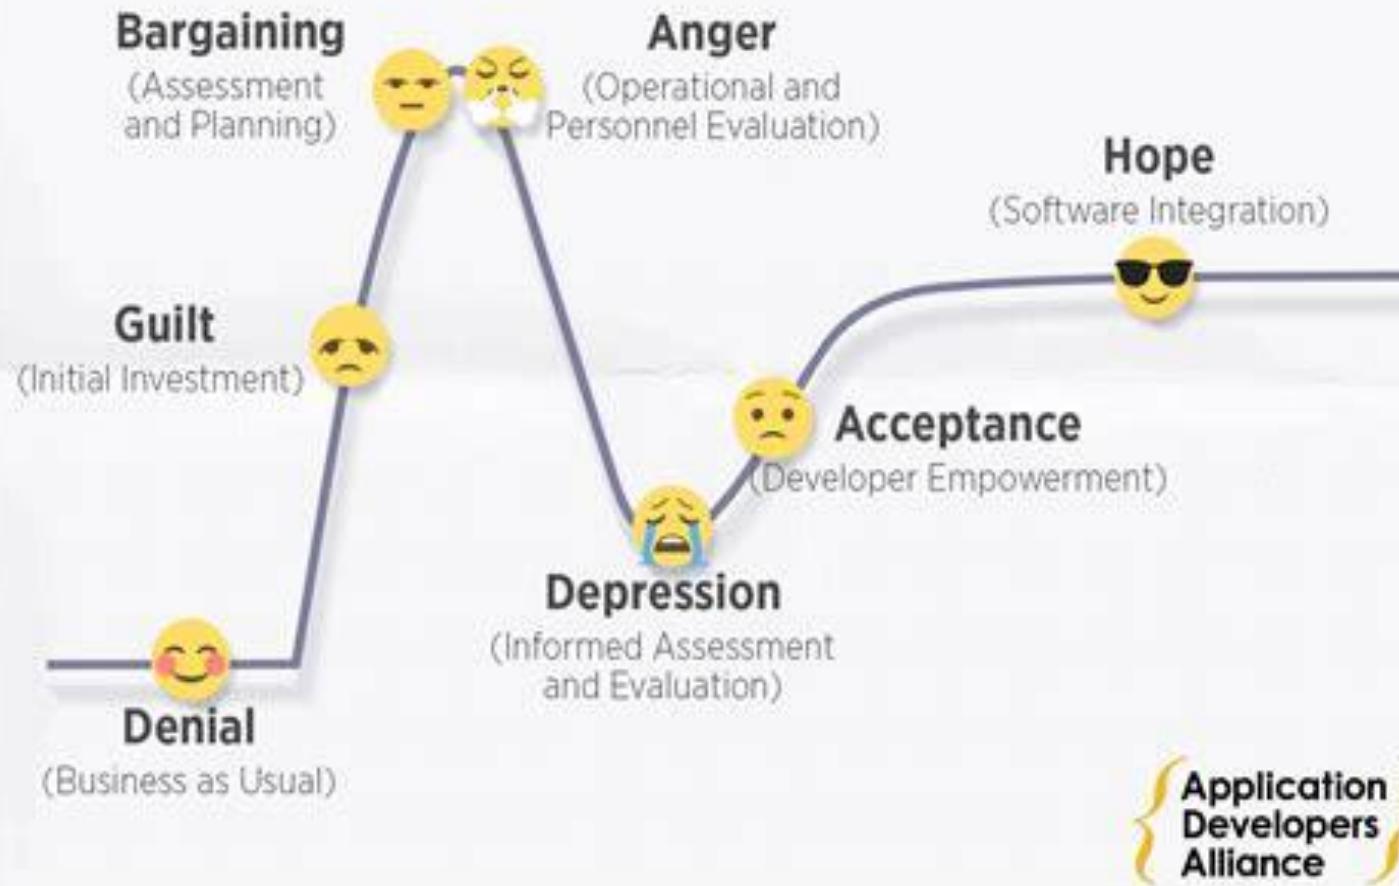 Bargaining
(Assessment
and Planning)
Anger
(Operational and
Personnel Evaluation)
Hope
(Software Integration)
Guilt
(Initial Investment)
Acceptance
(Developer Empowerment)
Depression
(Informed Assessment
and Evaluation)
Denial
(Business as Usual)
Application
Developers
Alliance